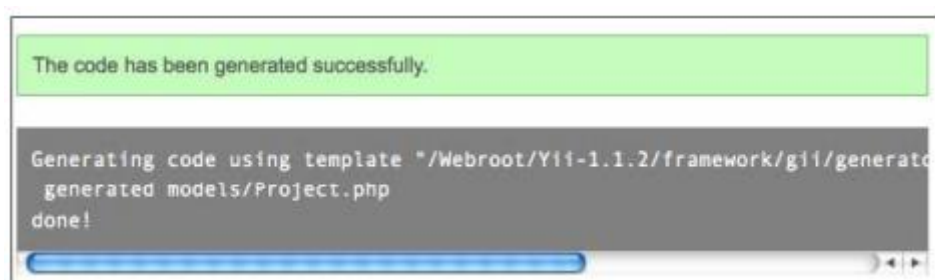 The code has been generated successfully.
Generating code using template "/Webroot/Yii-1.1.2/framework/gii/generato
generated models/Project.php
done!